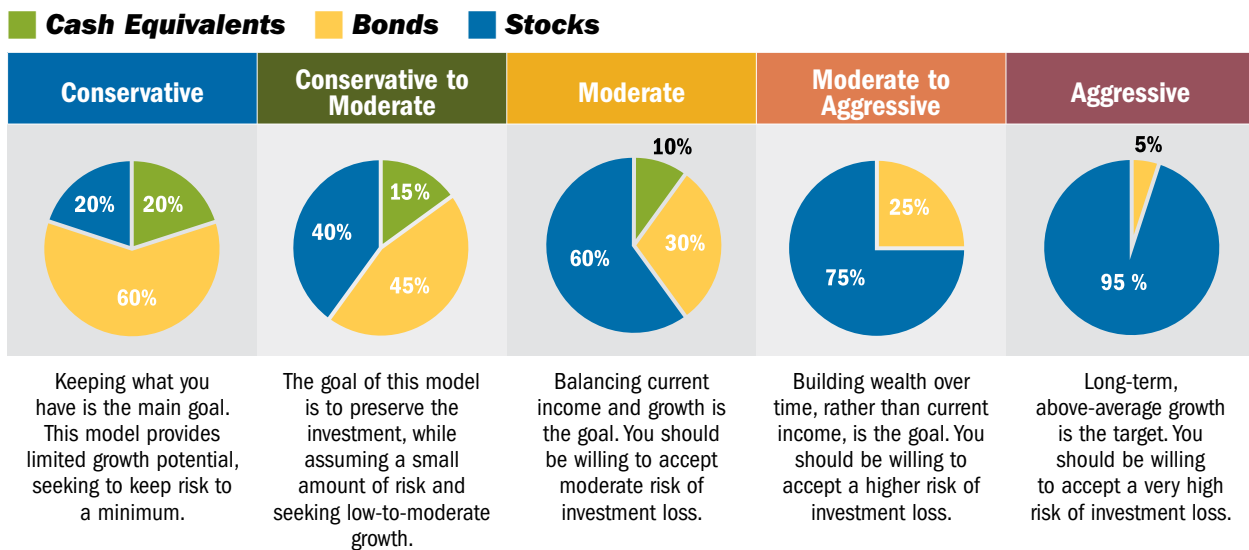 Cash Equivalents Bonds Stocks
Conservative
Conservative to
Moderate
Moderate
Moderate to
Aggressive
Aggressive
20% 20%
60%
15%
40%
45%
10%
30%
60%
25%
75%
5%
95 %
Keeping what you
have is the main goal.
This model provides
limited growth potential,
seeking to keep risk to
a minimum.
The goal of this model
is to preserve the
investment, while
assuming a small
amount of risk and
seeking low-to-moderate
growth.
Balancing current
income and growth is
the goal. You should
be willing to accept
moderate risk of
investment loss.
Building wealth over
time, rather than current
income, is the goal. You
should be willing to
accept a higher risk of
investment loss.
Long-term,
above-average growth
is the target. You
should be willing
to accept a very high
risk of investment loss.